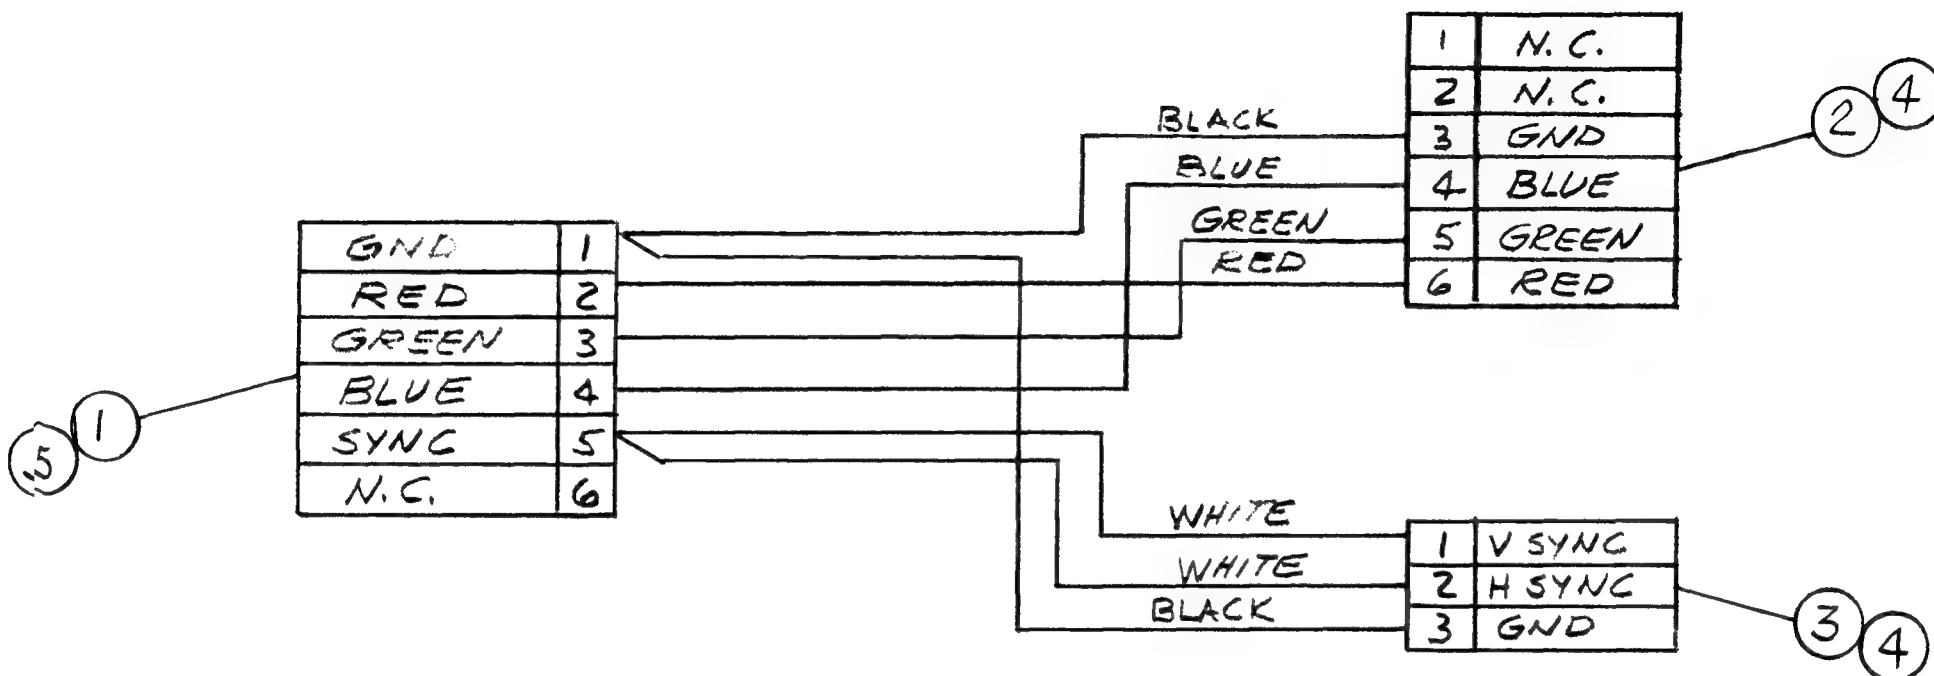 1 N.C.
2 N.C.
3 GND
4 BLUE
5 GREEN
6 RED
2 4
BLACK
BLUE
GREEN
RED
GND 1
RED 2
GREEN 3
BLUE 4
SYNC 5
N.C. 6
5 1
WHITE
WHITE
BLACK
1 V SYNC
2 H SYNC
3 GND
3 4